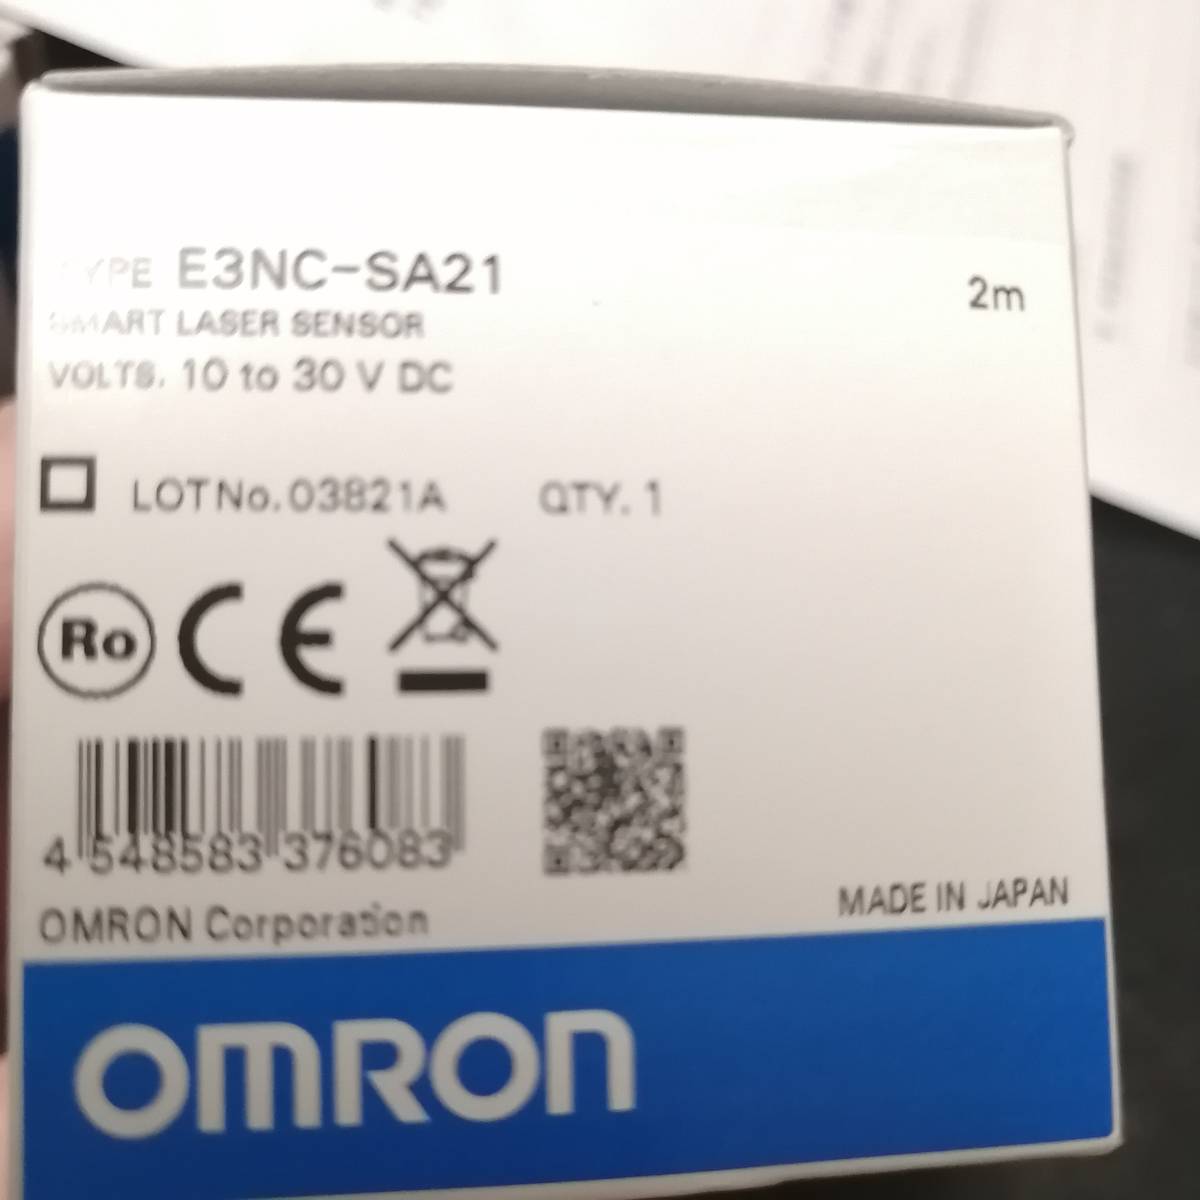 TYPE E3NC-SA21
2m
SMART LASER SENSOR
VOLTS. 10 to 30 V DC
LOT No. 03821A QTY. 1
Ro CE
4 548583 376083
OMRON Corporation
MADE IN JAPAN
OMRON